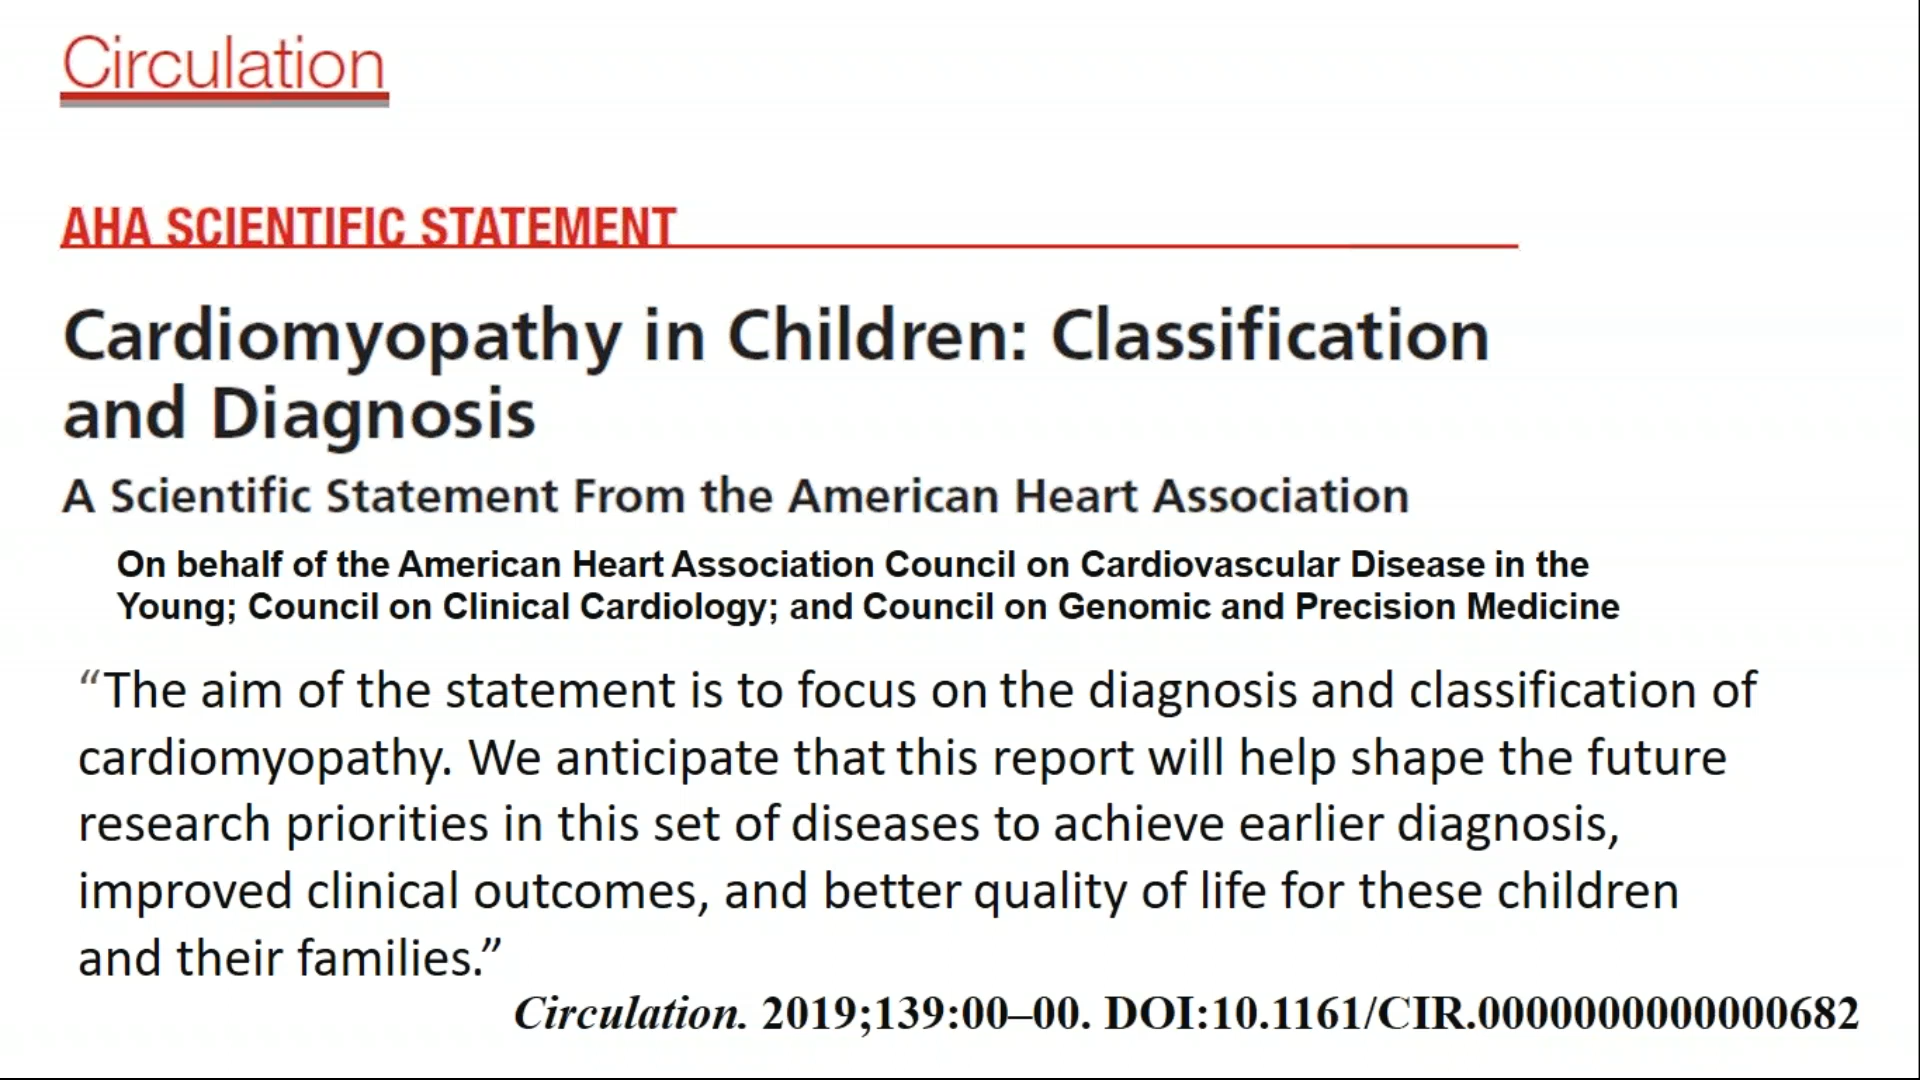 Circulation
AHA SCIENTIFIC STATEMENT
Cardiomyopathy in Children: Classification
and Diagnosis
A Scientific Statement From the American Heart Association
On behalf of the American Heart Association Council on Cardiovascular Disease in the
Young; Council on Clinical Cardiology; and Council on Genomic and Precision Medicine
“The aim of the statement is to focus on the diagnosis and classification of
cardiomyopathy. We anticipate that this report will help shape the future
research priorities in this set of diseases to achieve earlier diagnosis,
improved clinical outcomes, and better quality of life for these children
and their families.”
Circulation. 2019;139:00–00. DOI:10.1161/CIR.0000000000000682